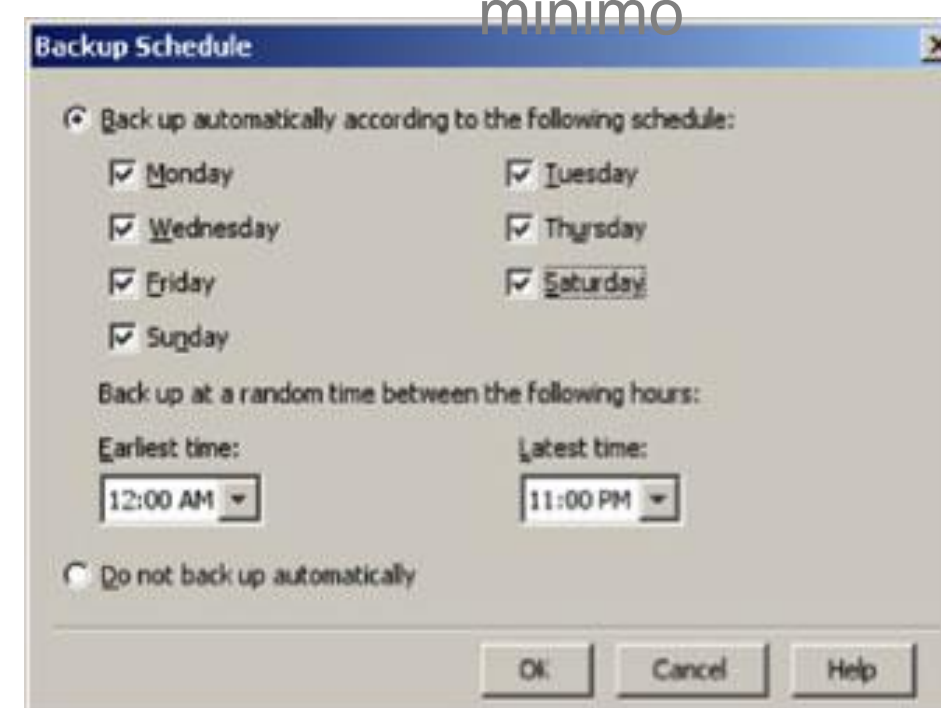 minimo
Backup Schedule
Back up automatically according to the following schedule:
Monday Tuesday
Wednesday Thursday
Friday Saturday
Sunday
Back up at a random time between the following hours:
Earliest time: Latest time:
12:00 AM 11:00 PM
Do not back up automatically
OK Cancel Help